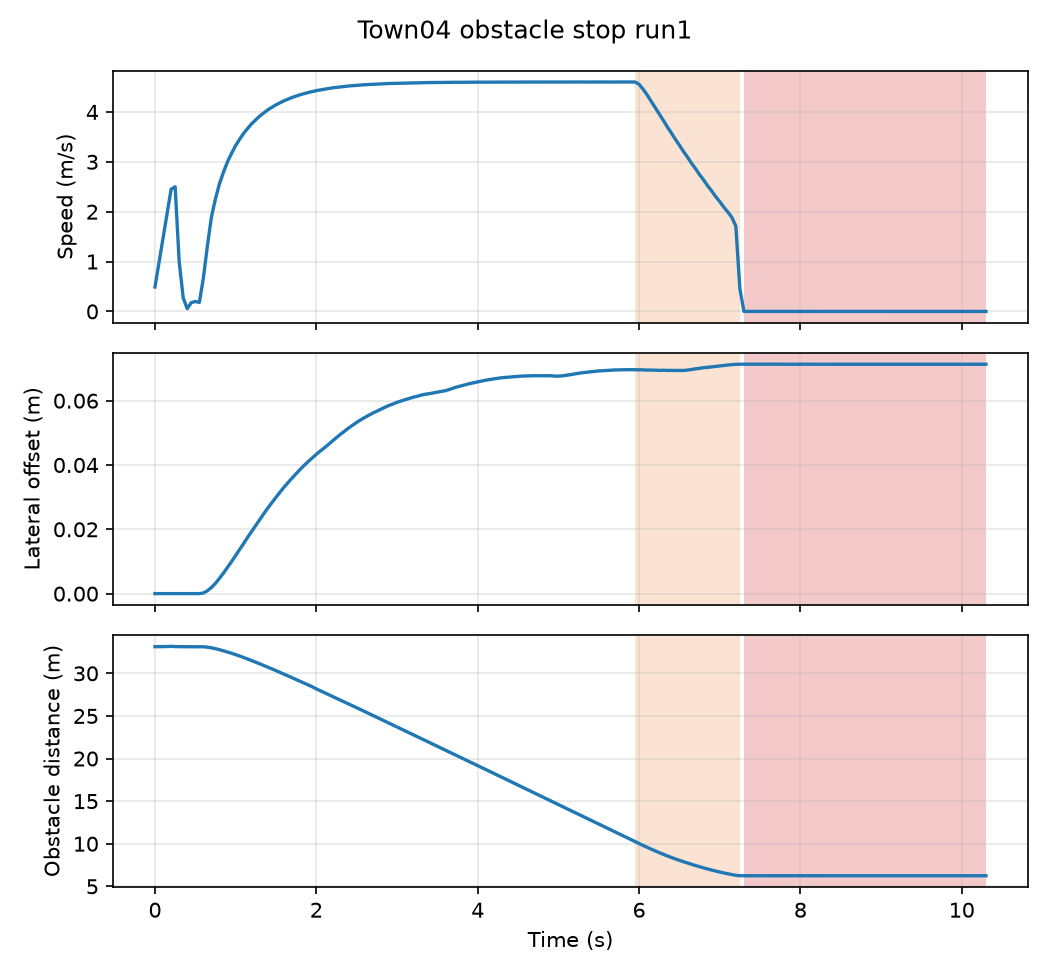 Town04 obstacle stop run1
Speed (m/s)
4
3
2
1
0
Lateral offset (m)
0.06
0.04
0.02
0.00
Obstacle distance (m)
30
25
20
15
10
5
0 2 4 6 8 10
Time (s)